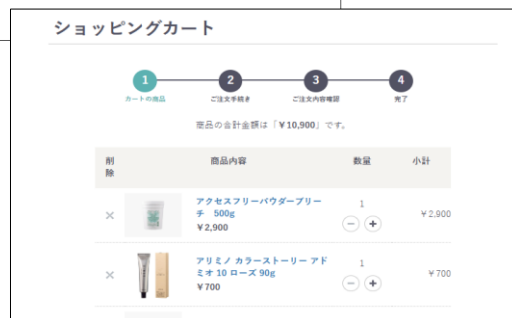 ショッピングカート
1 2 3 4
カートの商品 ご注文手続き ご注文内容確認 完了
商品の合計金額は「¥10,900」です。
削除 商品内容 数量 小計
アクセスフリーパウダーブリー
チ 500g
¥2,900
1
¥2,900
アリミノ カラーストーリー アド
ミオ 10 ローズ 90g
¥700
1
¥700